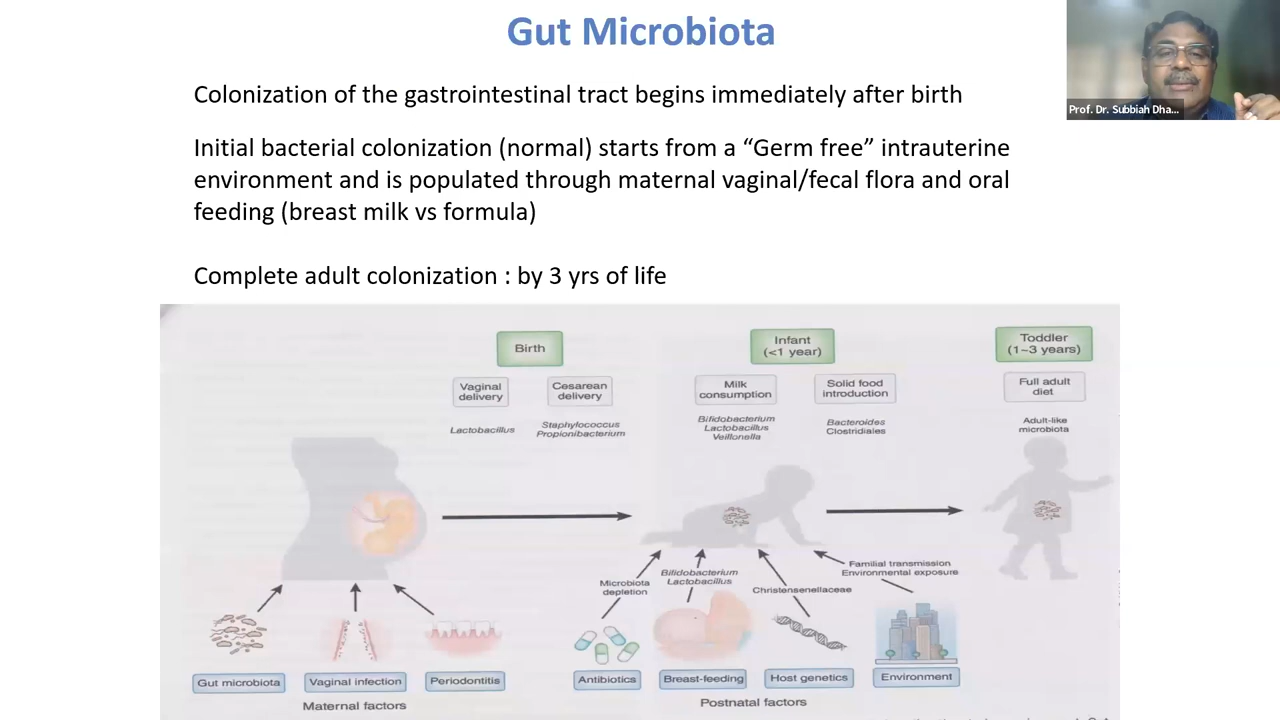 Gut Microbiota
Prof. Dr. Subbiah Dha...
Colonization of the gastrointestinal tract begins immediately after birth
Initial bacterial colonization (normal) starts from a “Germ free” intrauterine
environment and is populated through maternal vaginal/fecal flora and oral
feeding (breast milk vs formula)
Complete adult colonization : by 3 yrs of life
Birth
Infant
(<1 year)
Toddler
(1–3 years)
Vaginal
delivery
Cesarean
delivery
Milk
consumption
Solid food
introduction
Full adult
diet
Lactobacillus
Staphylococcus
Propionibacterium
Bifidobacterium
Lactobacillus
Veillonella
Bacteroides
Clostridiales
Adult-like
microbiota
Microbiota
depletion
Bifidobacterium
Lactobacillus
Christensenellaceae
Familial transmission
Environmental exposure
Gut microbiota
Vaginal infection
Periodontitis
Antibiotics
Breast-feeding
Host genetics
Environment
Maternal factors
Postnatal factors